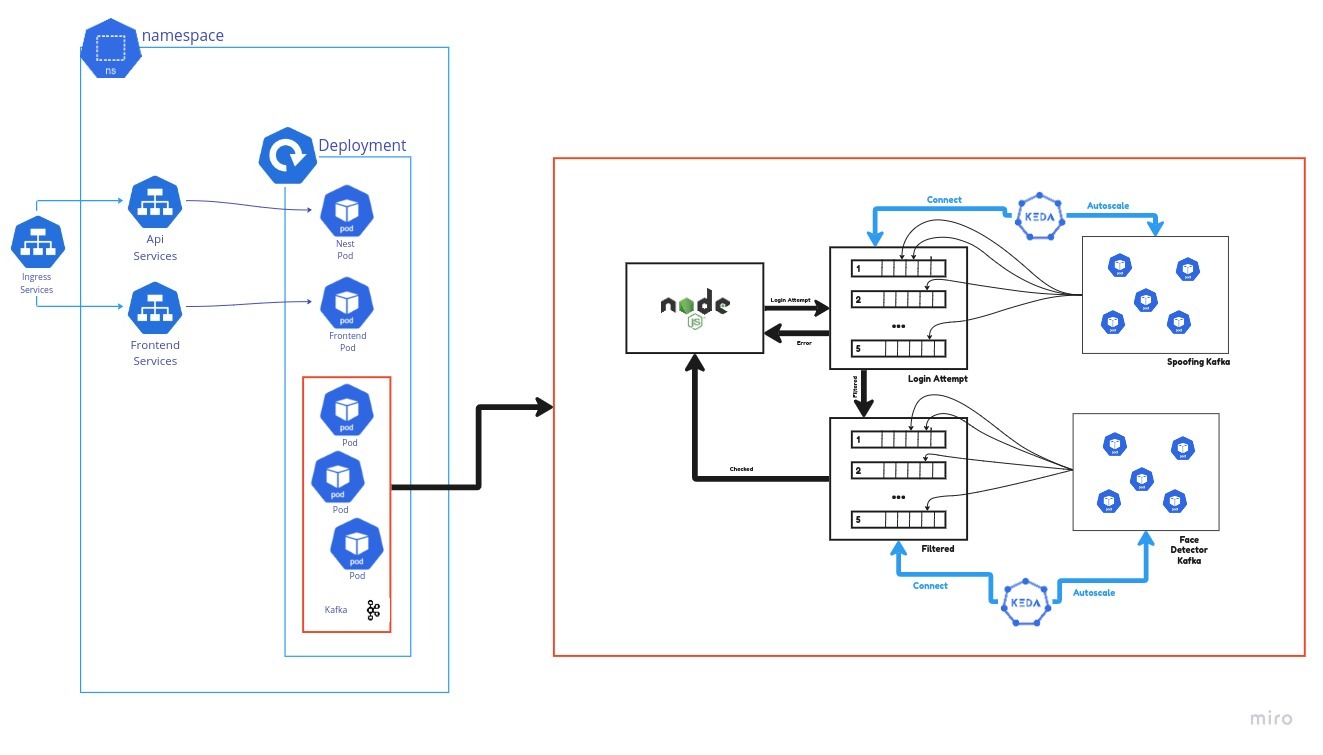 namespace
ns
Deployment
Ingress
Services
Api
Services
Frontend
Services
pod
Nest
Pod
pod
Frontend
Pod
pod
Pod
pod
Pod
pod
Pod
Kafka
node
JS
Login Attempt
Error
Checked
Filtered
Connect
KEDA
Autoscale
1
2
...
5
Login Attempt
pod
pod
pod
pod
pod
Spoofing Kafka
1
2
...
5
Filtered
pod
pod
pod
pod
pod
Face
Detector
Kafka
Connect
KEDA
Autoscale
miro